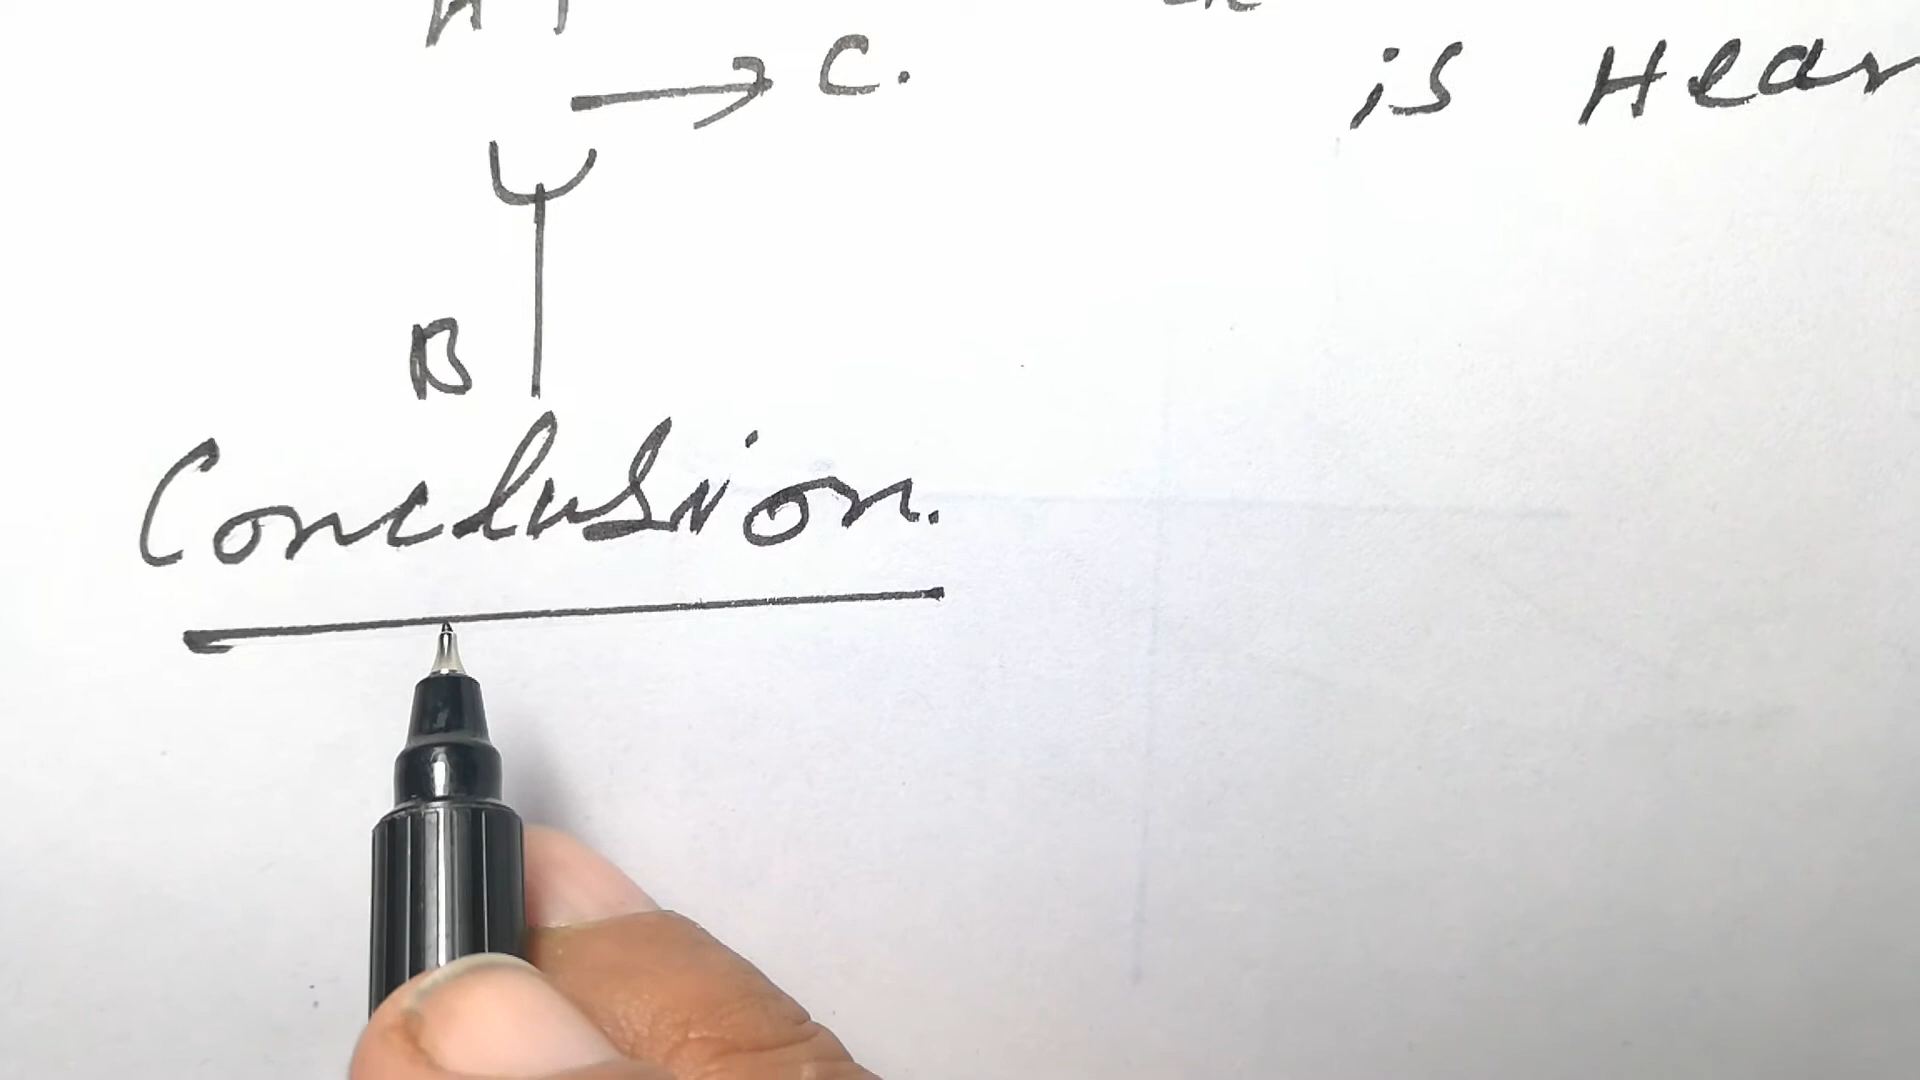 C.
is Hear
B
Conclusion.